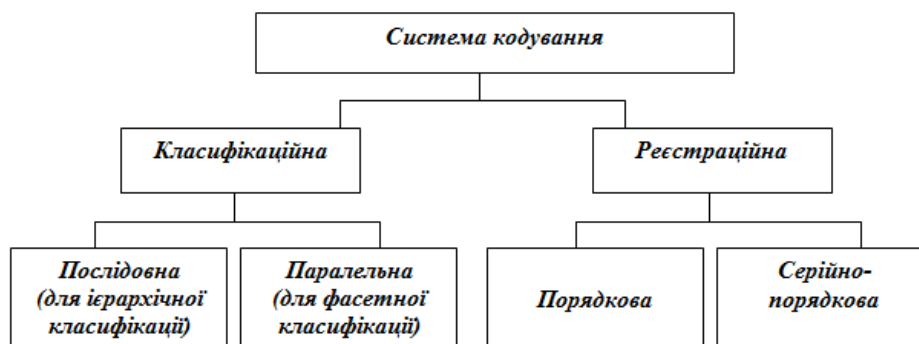 Система кодування
Класифікаційна
Реєстраційна
Послідовна
(для ієрархічної
класифікації)
Паралельна
(для фасетної
класифікації)
Порядкова
Серійно-
порядкова